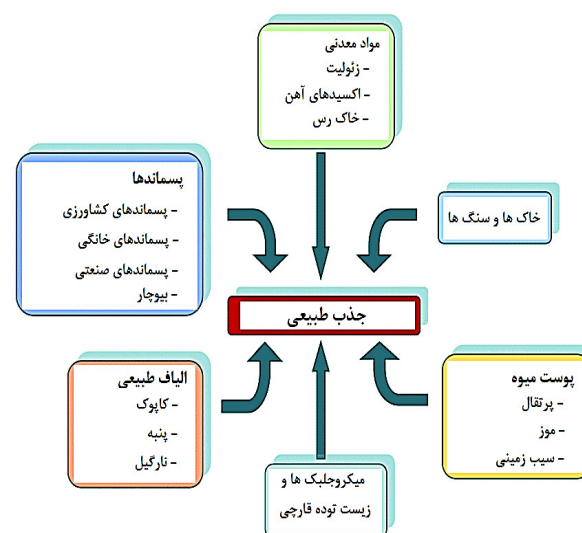 مواد معدنی
- زئولیت
- اکسیدهای آهن
- خاک رس
خاک ها و سنگ ها
پسماندها
- پسماندهای کشاورزی
- پسماندهای خانگی
- پسماندهای صنعتی
- بیوچار
جذب طبیعی
پوست میوه
- پرتقال
- موز
- سیب زمینی
الیاف طبیعی
- کاپوک
- پنبه
- نارگیل
میکروجلبک ها و
زیست توده قارچی